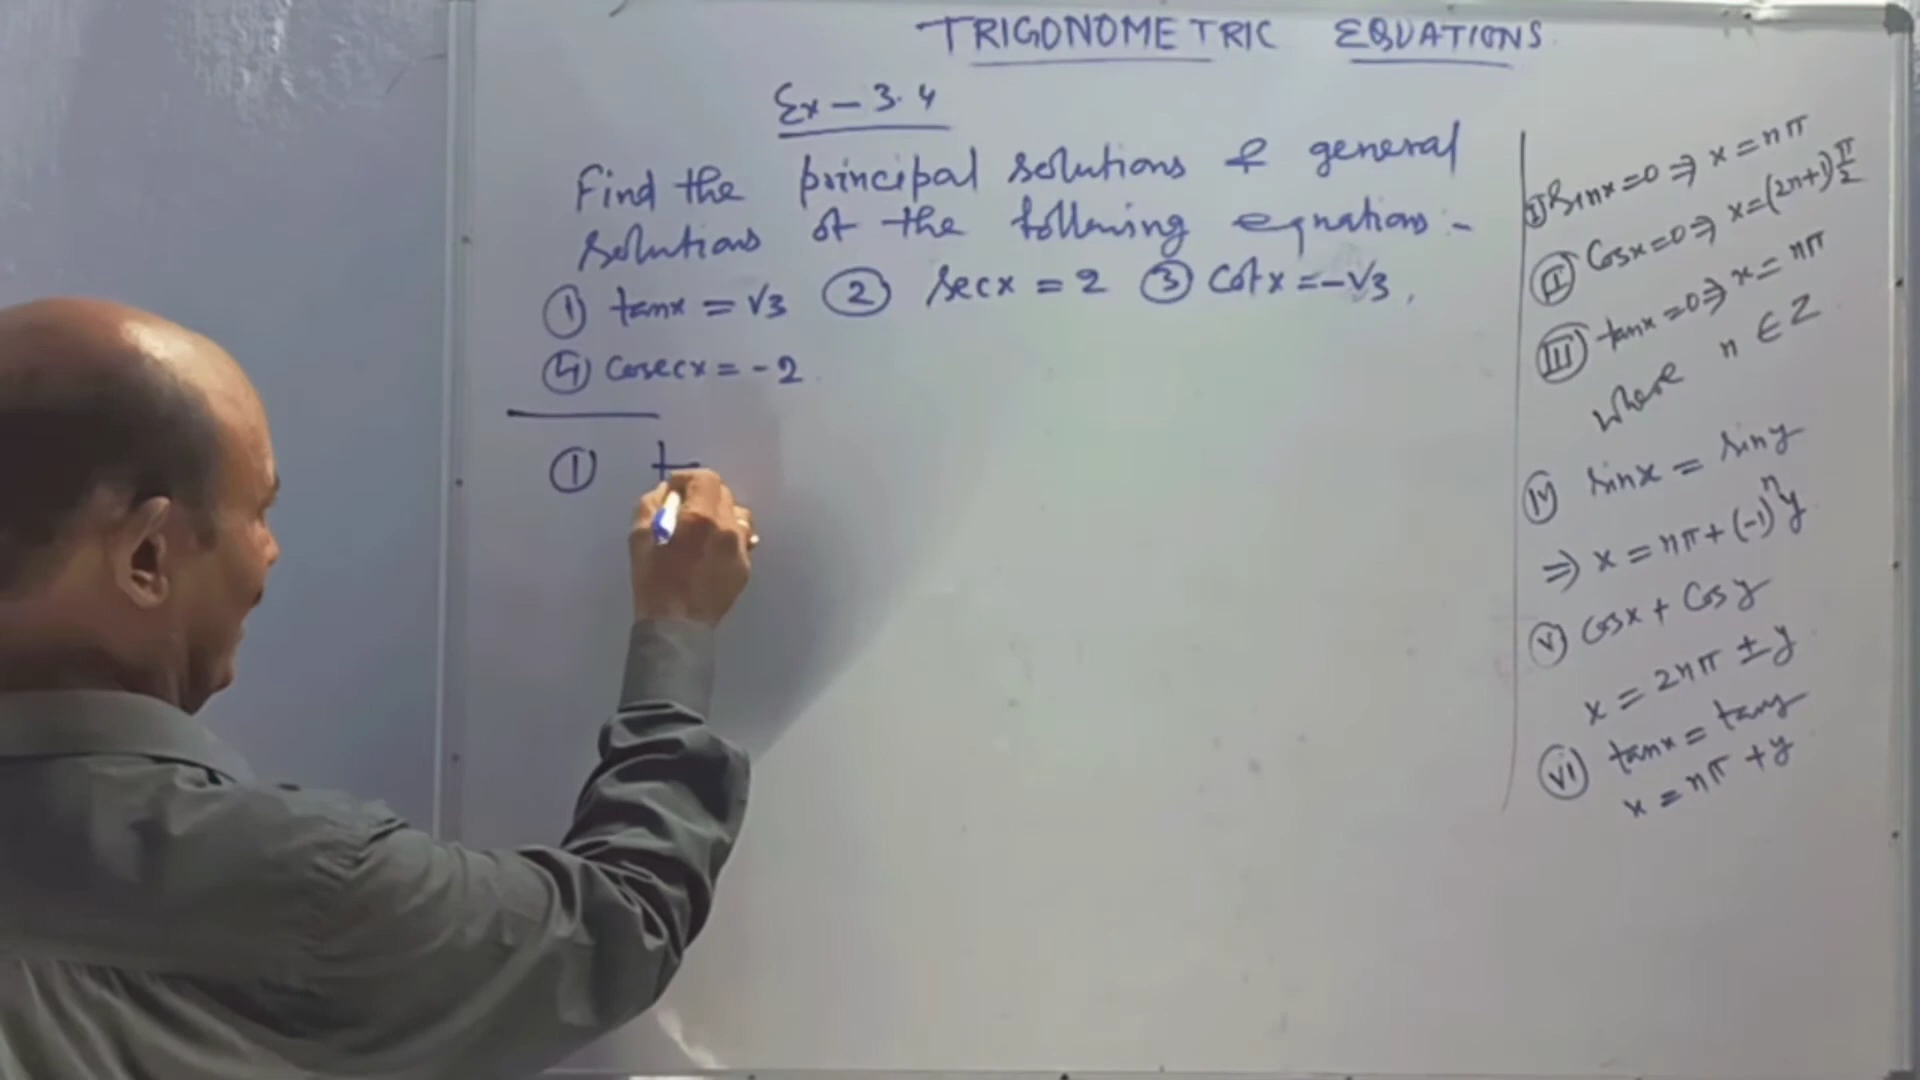 TRIGONOMETRIC EQUATIONS
Ex - 3.4
Find the principal solutions & general
solutions of the following equations :-
① tanx = √3 ② secx = 2 ③ cotx = -√3,
④ cosecx = -2
① t
Ⓘ sinx=0 ⇒ x = nπ
Ⓘⓘ Cosx=0 ⇒ x=(2n+1)π/2
(III) tanx=0 ⇒ x = nπ
where n ∈ Z
(IV) sinx = siny
⇒ x = nπ + (-1)ⁿy
(V) Cosx + Cosy
x = 2nπ ± y
(VI) tanx = tany
x = nπ + y